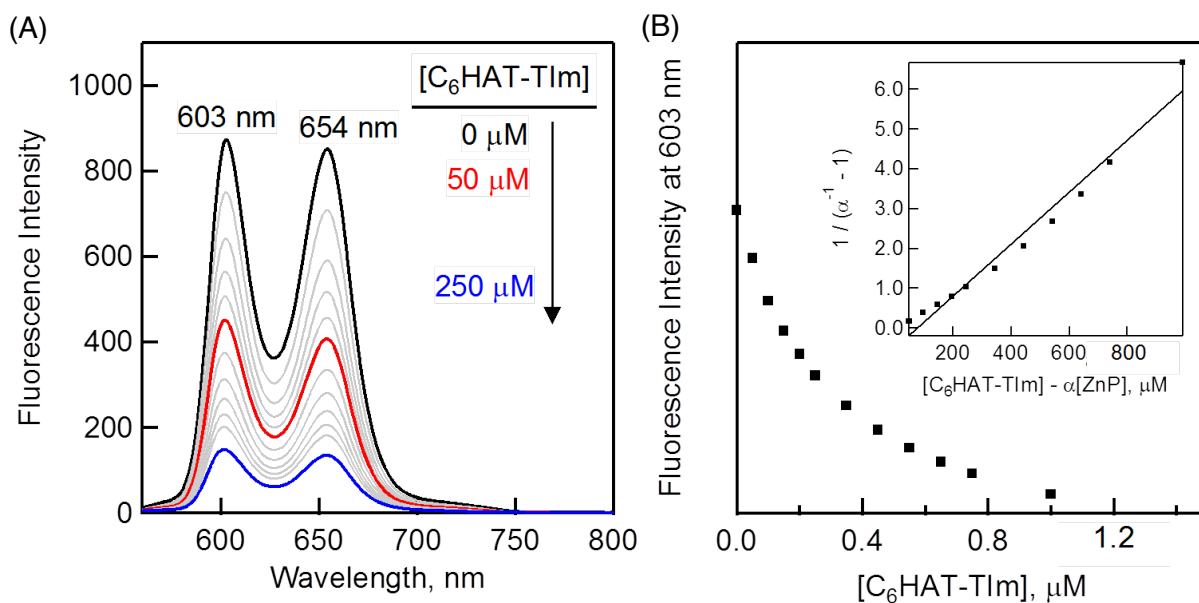 (A)
Fluorescence Intensity
1000
800
600
400
200
0
603 nm
654 nm
[C₆HAT-TIm]
0 μM
50 μM
250 μM
600
650
700
750
800
Wavelength, nm
(B)
Fluorescence Intensity at 603 nm
1 / (α⁻¹ - 1)
6.0
5.0
4.0
3.0
2.0
1.0
0.0
200
400
600
800
[C₆HAT-TIm] - α[ZnP], μM
0.0
0.4
0.8
1.2
[C₆HAT-TIm], μM